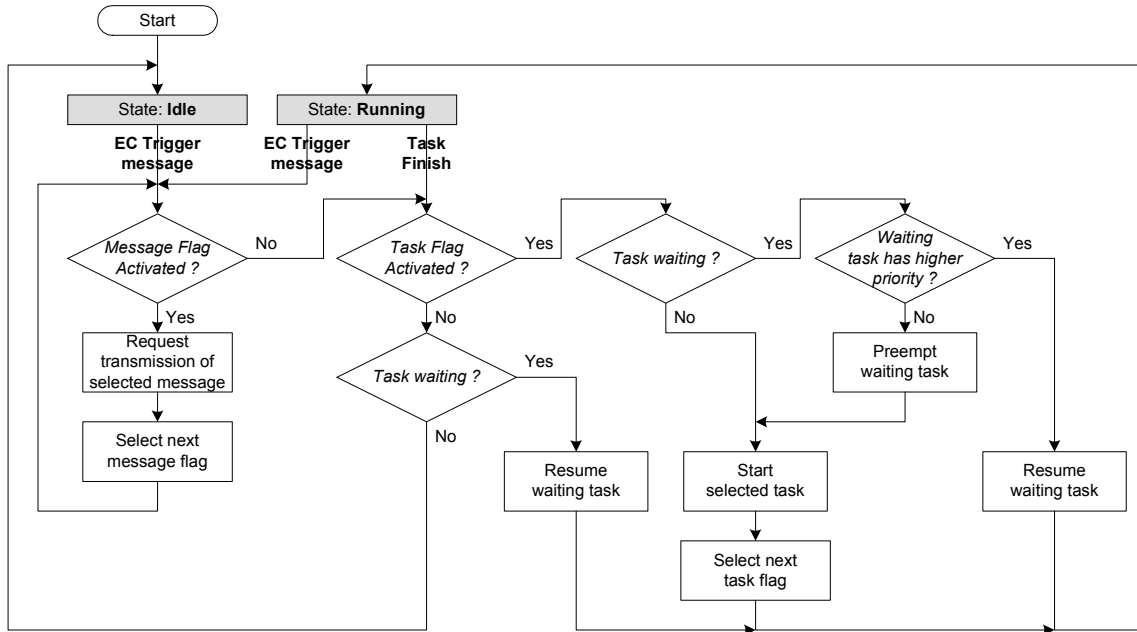 Start
State: Idle
State: Running
EC Trigger
message
EC Trigger
message
Task
Finish
Message Flag
Activated ?
No
Yes
Task Flag
Activated ?
Yes
No
Task waiting ?
Yes
No
Waiting
task has higher
priority ?
Yes
No
Request
transmission of
selected message
Select next
message flag
Task waiting ?
Yes
No
Preempt
waiting task
Resume
waiting task
Start
selected task
Resume
waiting task
Select next
task flag